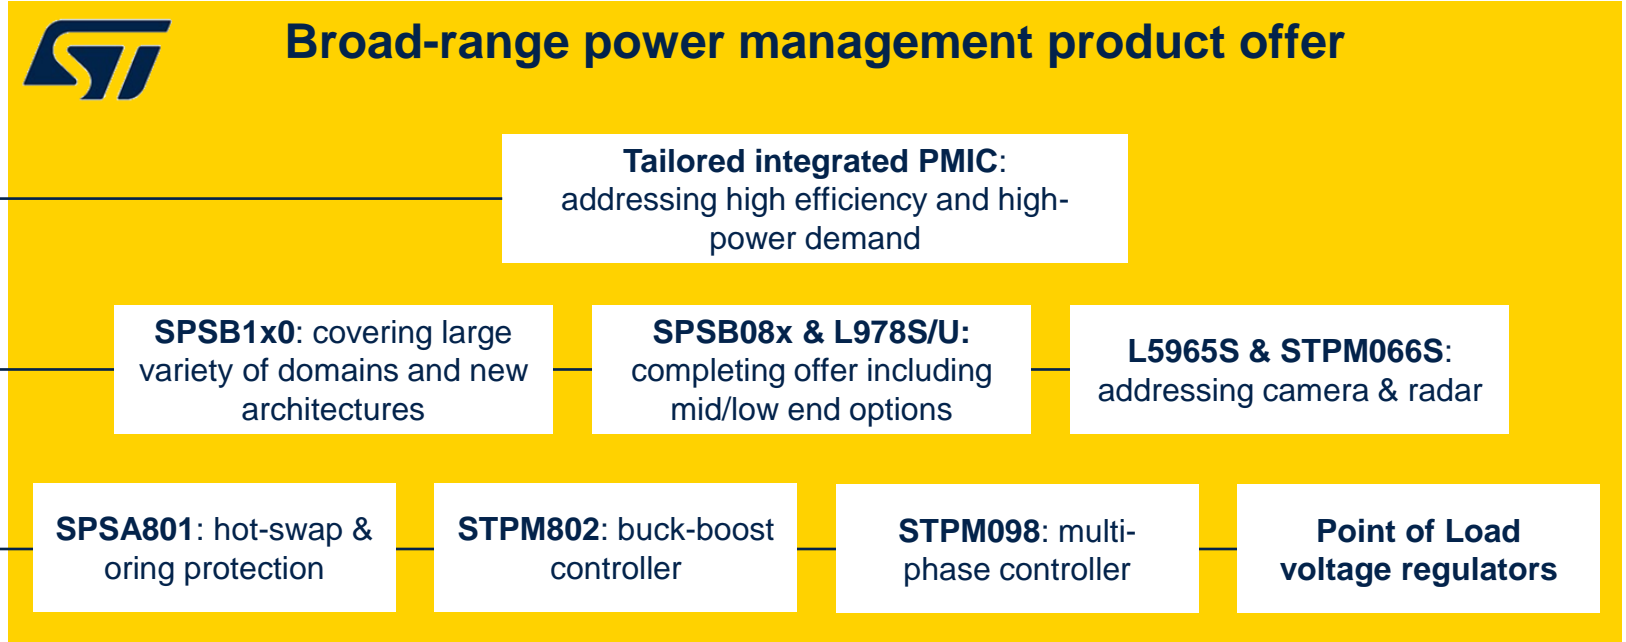 ST
Broad-range power management product offer
Tailored integrated PMIC:
addressing high efficiency and high-
power demand
SPSB1x0: covering large
variety of domains and new
architectures
SPSB08x & L978S/U:
completing offer including
mid/low end options
L5965S & STPM066S:
addressing camera & radar
SPSA801: hot-swap &
oring protection
STPM802: buck-boost
controller
STPM098: multi-
phase controller
Point of Load
voltage regulators